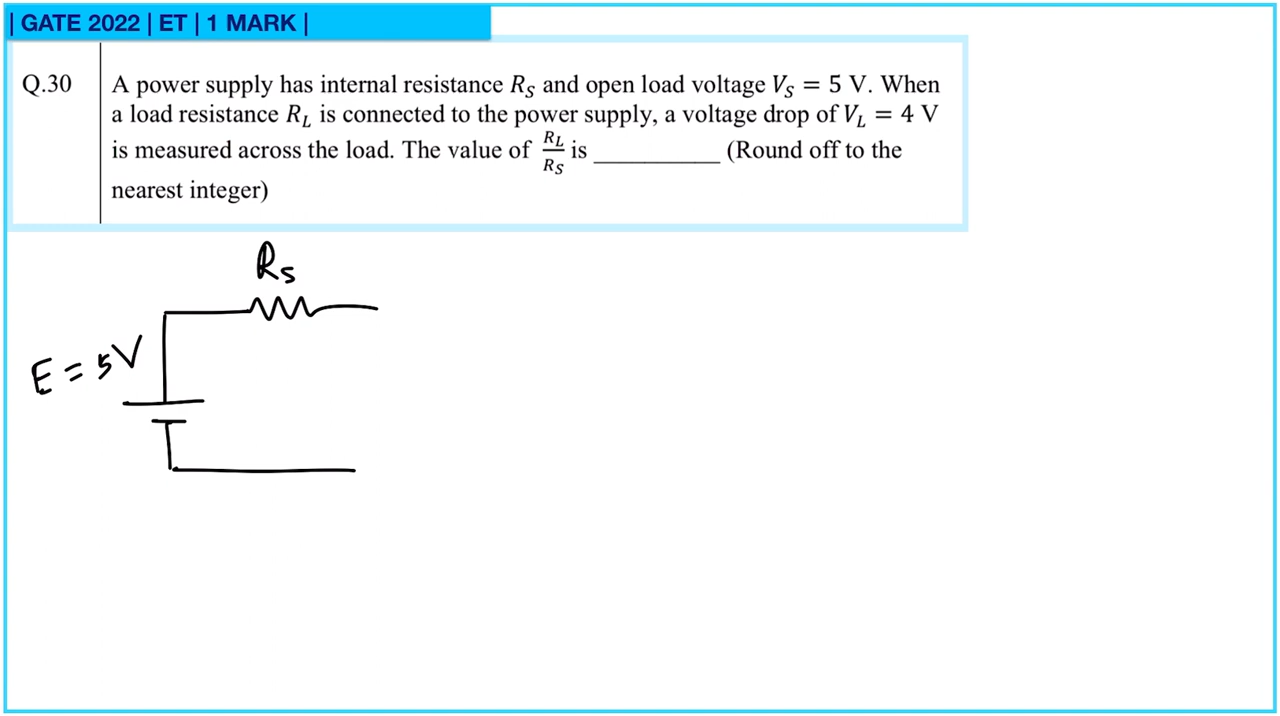 | GATE 2022 | ET | 1 MARK |
Q.30 A power supply has internal resistance R_S and open load voltage V_S = 5 V. When
a load resistance R_L is connected to the power supply, a voltage drop of V_L = 4 V
is measured across the load. The value of R_L/R_S is __________ (Round off to the
nearest integer)
Rs
E = 5V